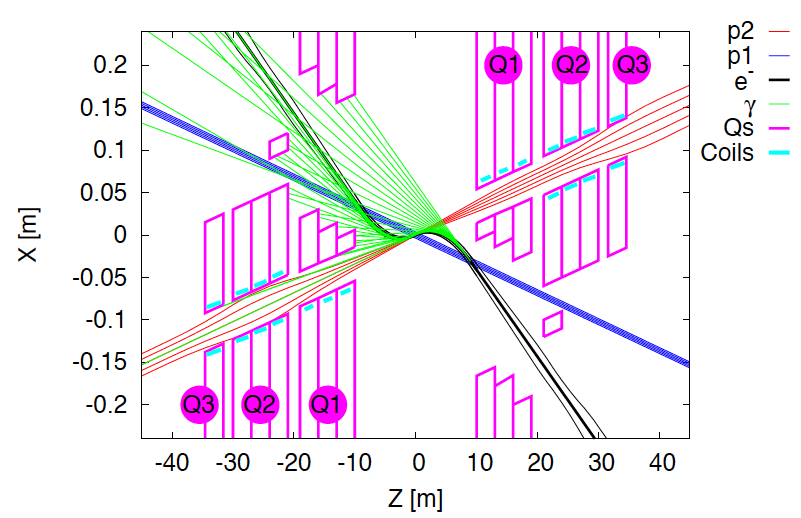 p2
p1
e-
γ
Qs
Coils
Q1 Q2 Q3
0.2
0.15
0.1
0.05
0
-0.05
-0.1
-0.15
-0.2
X [m]
Q3 Q2 Q1
-40 -30 -20 -10 0 10 20 30 40
Z [m]